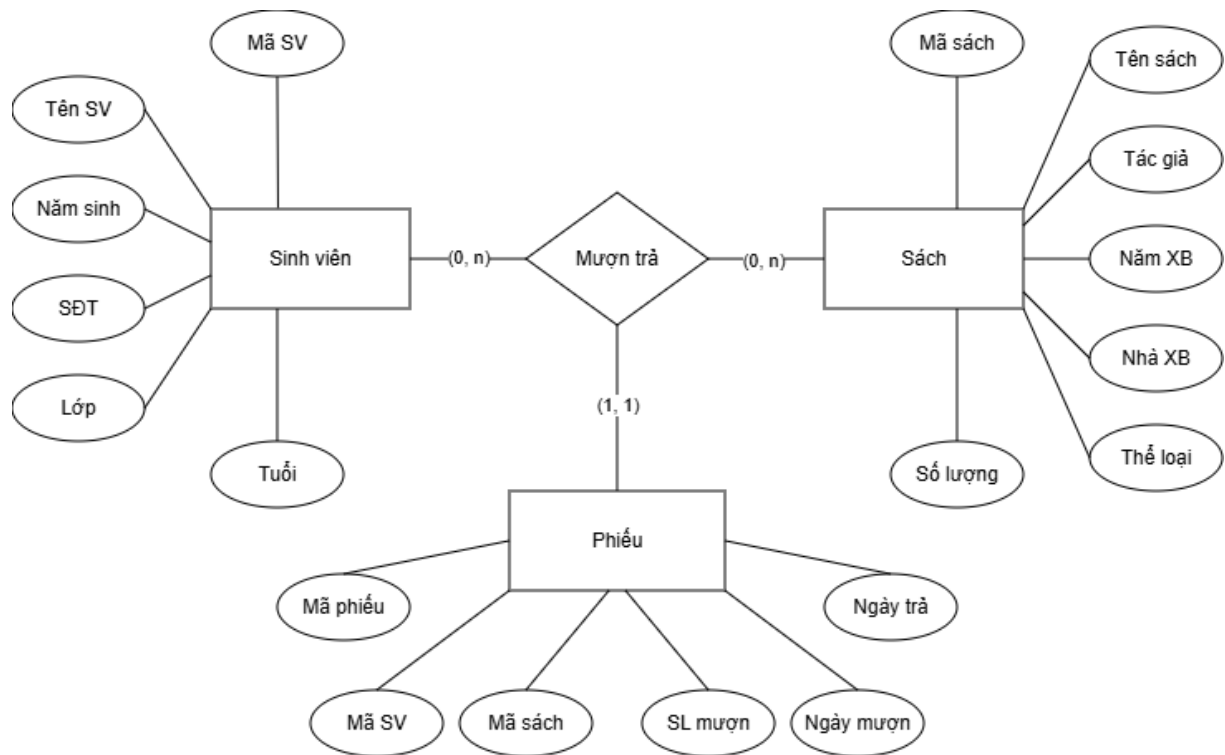 Mã SV
Mã sách
Tên SV
Tên sách
Năm sinh
Tác giả
Sinh viên
(0, n)
Mượn trả
(0, n)
Sách
Năm XB
SĐT
Nhà XB
(1, 1)
Lớp
Tuổi
Số lượng
Thể loại
Phiếu
Mã phiếu
Ngày trả
Mã SV
Mã sách
SL mượn
Ngày mượn